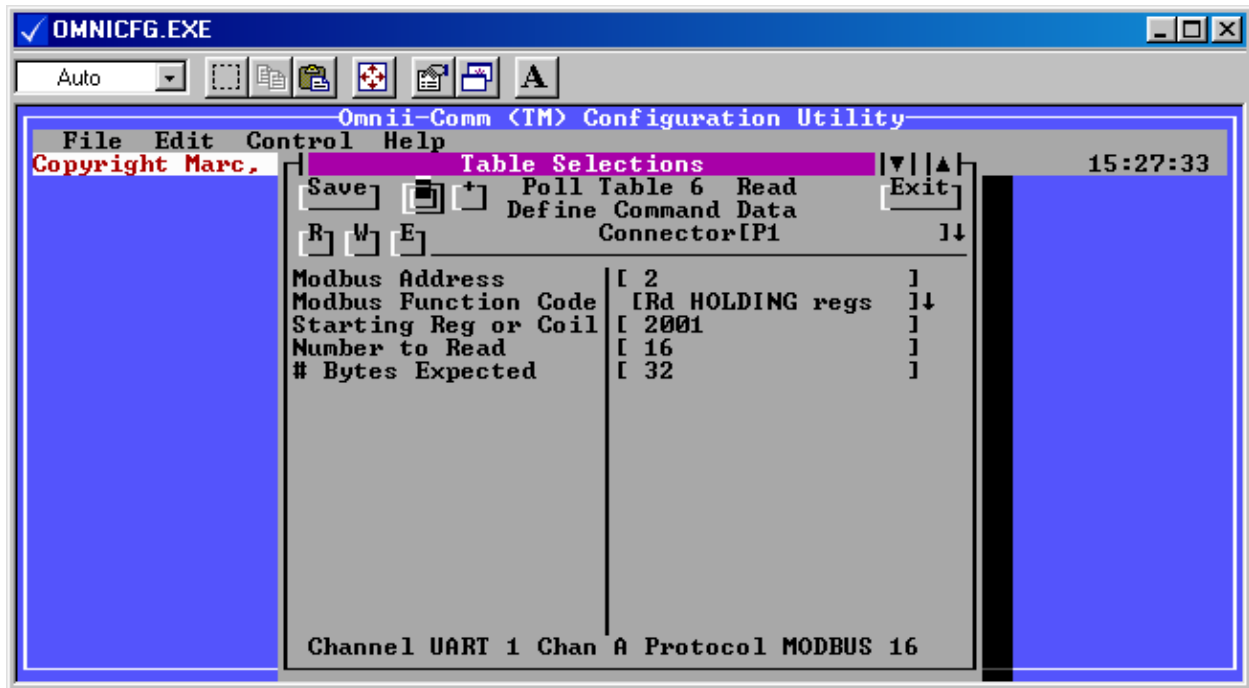 OMNICFG.EXE
Auto
A
Omnii-Comm (TM) Configuration Utility
File Edit Control Help
Copyright Marc, Table Selections 15:27:33
Save + Poll Table 6 Read Exit
Define Command Data
R W E Connector[P1 ]↓
Modbus Address [ 2 ]
Modbus Function Code [Rd HOLDING regs ]↓
Starting Reg or Coil [ 2001 ]
Number to Read [ 16 ]
# Bytes Expected [ 32 ]
Channel UART 1 Chan A Protocol MODBUS 16